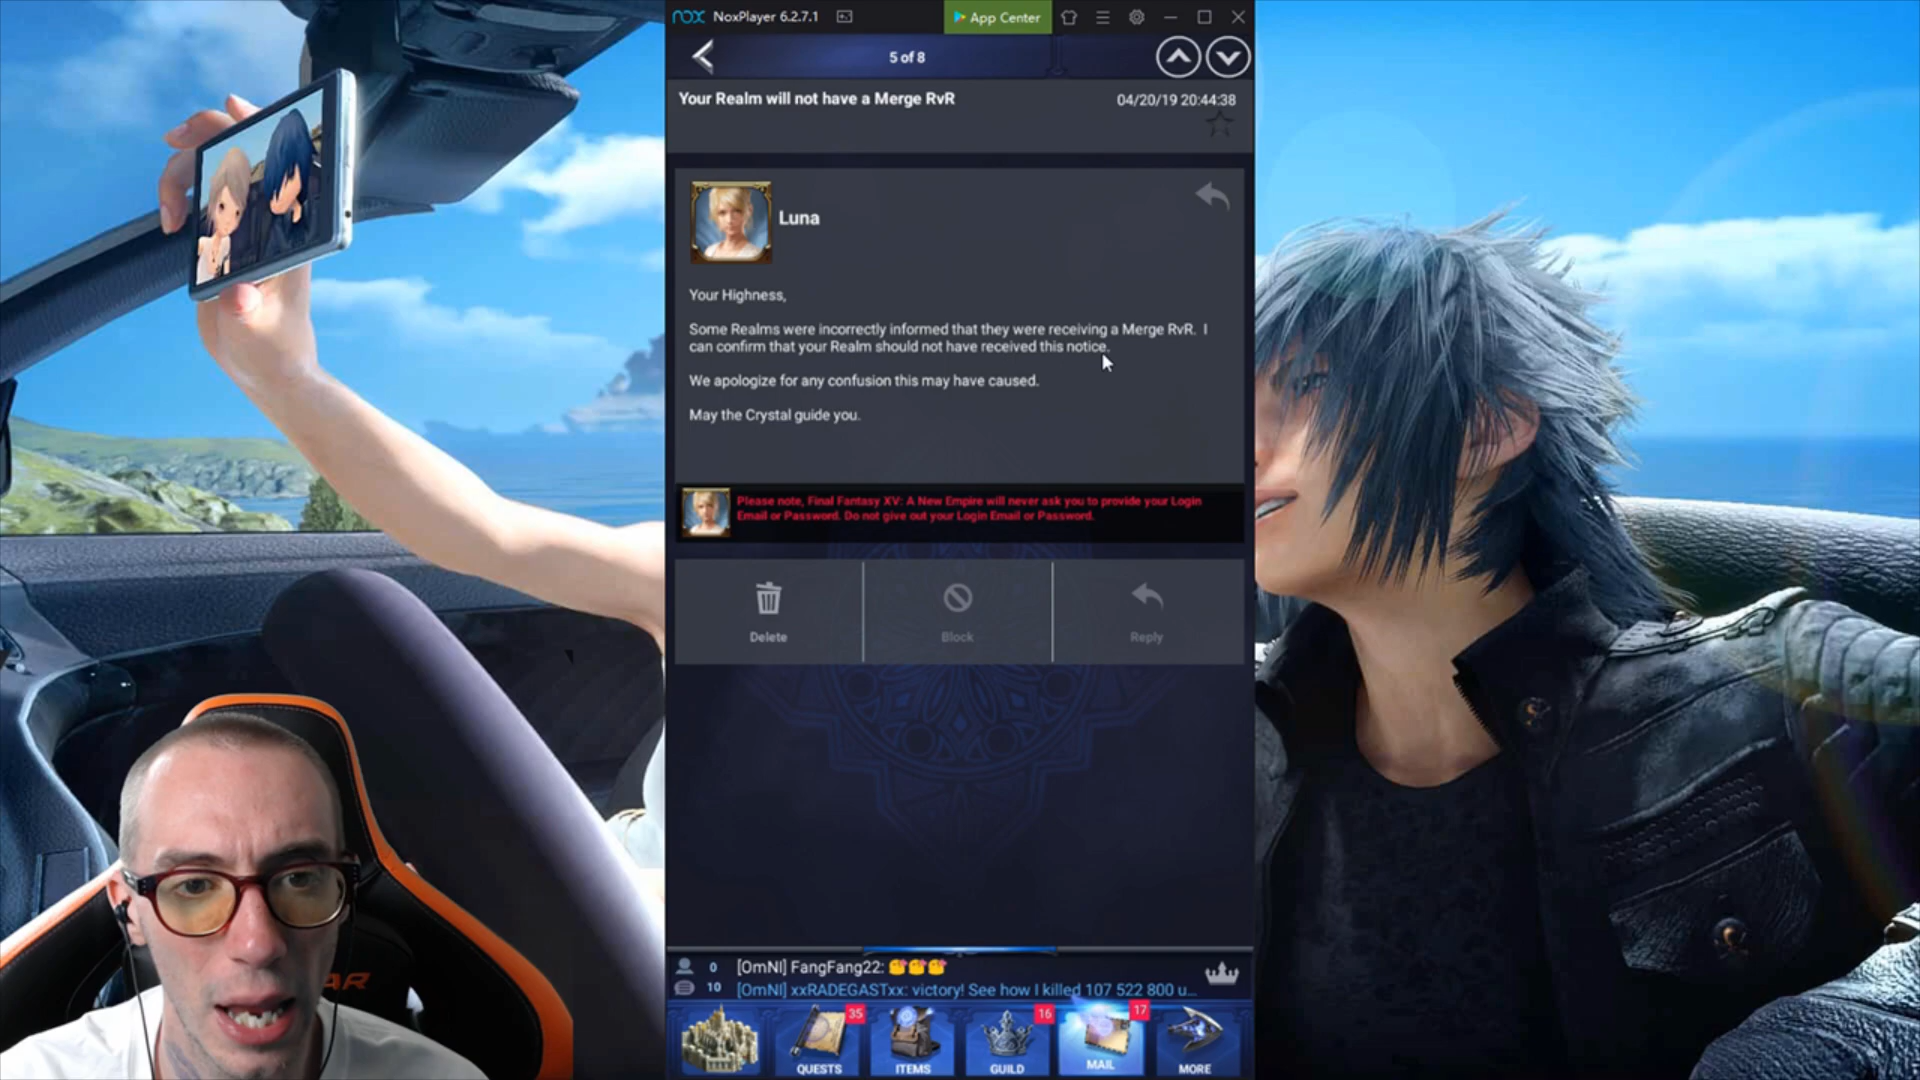 nox NoxPlayer 6.2.7.1 App Center
5 of 8
Your Realm will not have a Merge RvR 04/20/19 20:44:38
Luna
Your Highness,
Some Realms were incorrectly informed that they were receiving a Merge RvR. I
can confirm that your Realm should not have received this notice.
We apologize for any confusion this may have caused.
May the Crystal guide you.
Please note, Final Fantasy XV: A New Empire will never ask you to provide your Login
Email or Password. Do not give out your Login Email or Password.
Delete Block Reply
0 [OmNI] FangFang22:
10 [OmNI] xxRADEGASTxx: victory! See how I killed 107 522 800 u...
35 16 17
QUESTS ITEMS GUILD MAIL MORE